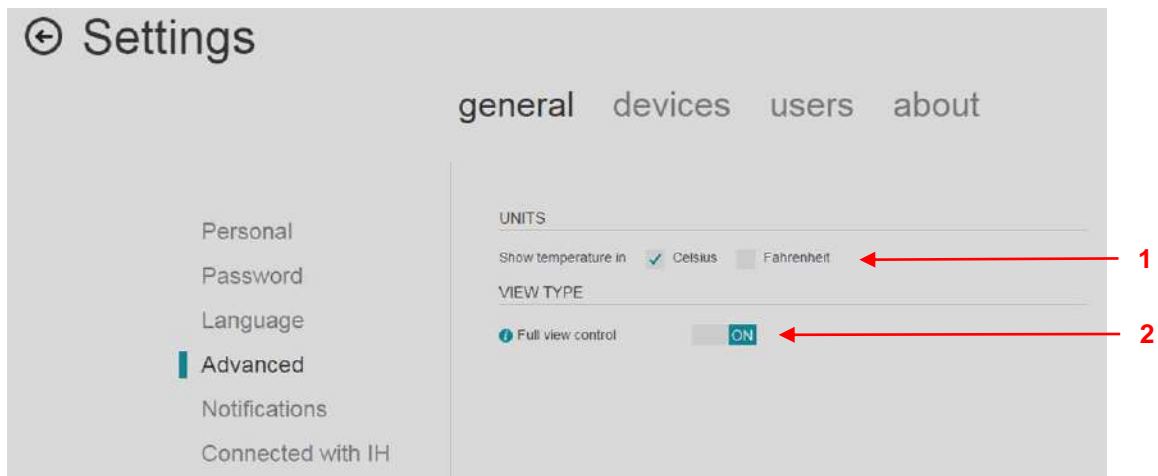 Settings
general devices users about
Personal
Password
Language
Advanced
Notifications
Connected with IH
UNITS
Show temperature in Celsius Fahrenheit
1
VIEW TYPE
Full view control ON
2